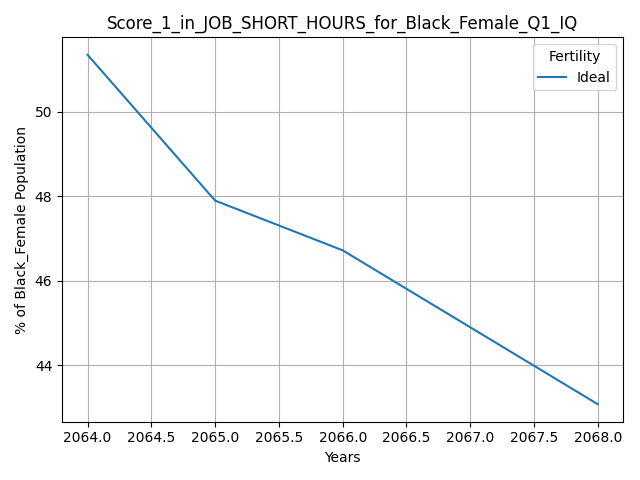 Score_1_in_JOB_SHORT_HOURS_for_Black_Female_Q1_IQ
Fertility
Ideal
% of Black_Female Population
50
48
46
44
2064.0 2064.5 2065.0 2065.5 2066.0 2066.5 2067.0 2067.5 2068.0
Years